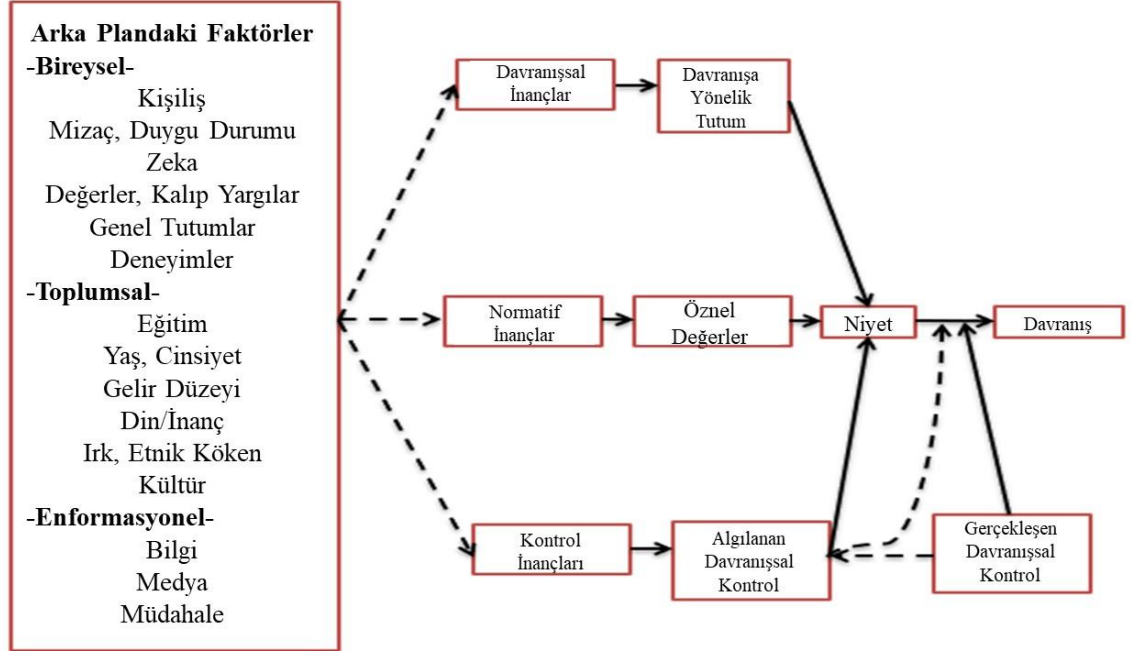 Arka Plandaki Faktörler
-Bireysel-
Kişiliş
Mizaç, Duygu Durumu
Zeka
Değerler, Kalıp Yargılar
Genel Tutumlar
Deneyimler
-Toplumsal-
Eğitim
Yaş, Cinsiyet
Gelir Düzeyi
Din/İnanç
Irk, Etnik Köken
Kültür
-Enformasyonel-
Bilgi
Medya
Müdahale
Davranışsal
İnançlar
Davranışa
Yönelik
Tutum
Normatif
İnançlar
Öznel
Değerler
Niyet
Davranış
Kontrol
İnançları
Algılanan
Davranışsal
Kontrol
Gerçekleşen
Davranışsal
Kontrol